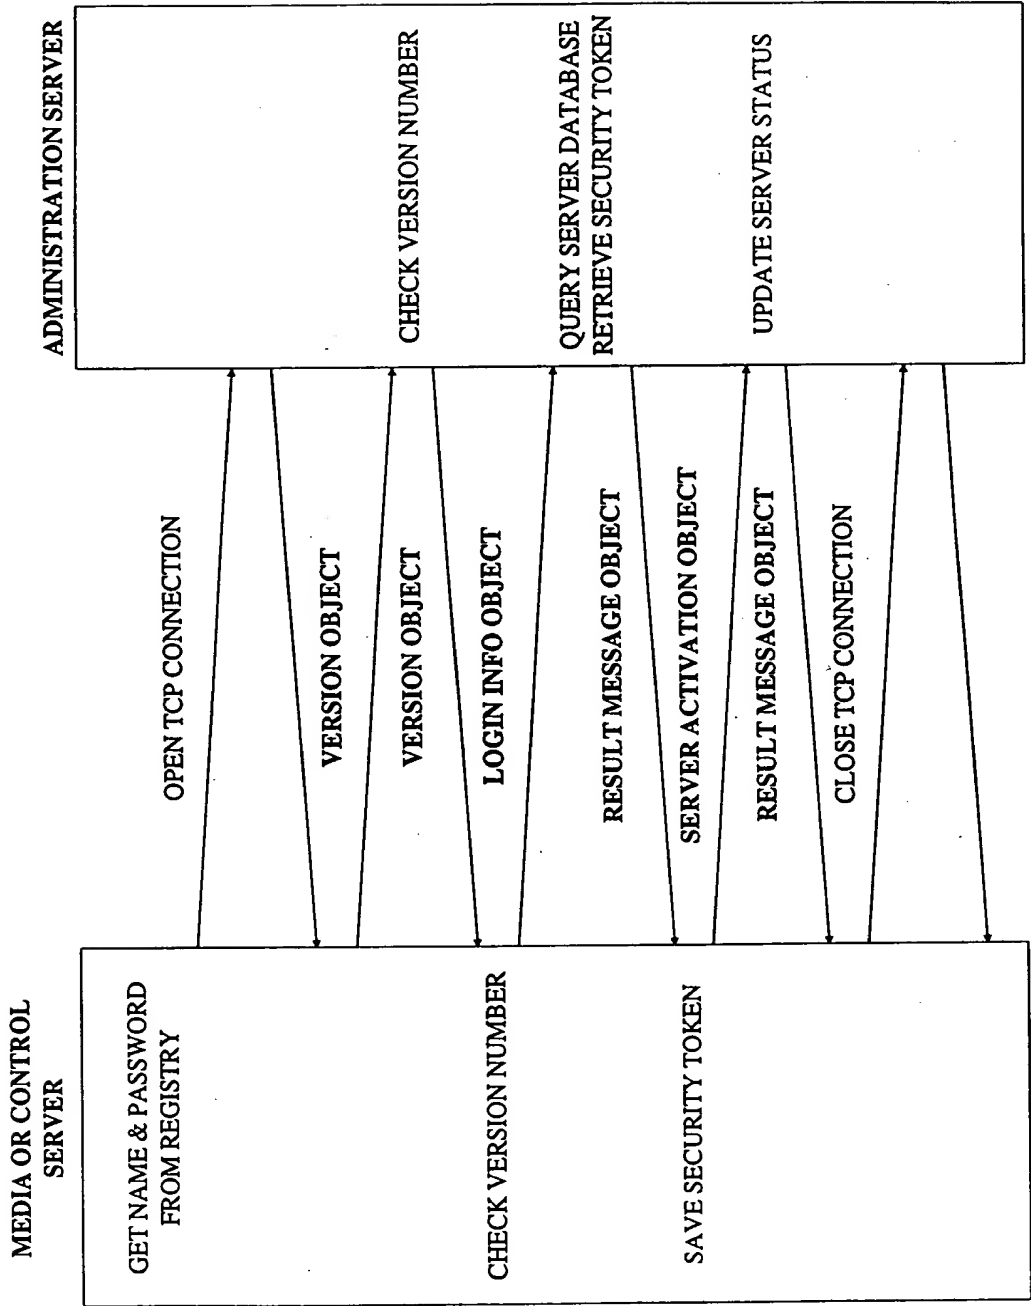 MEDIA OR CONTROL
SERVER
ADMINISTRATION SERVER
GET NAME & PASSWORD
FROM REGISTRY
OPEN TCP CONNECTION
VERSION OBJECT
VERSION OBJECT
CHECK VERSION NUMBER
LOGIN INFO OBJECT
CHECK VERSION NUMBER
QUERY SERVER DATABASE
RETRIEVE SECURITY TOKEN
RESULT MESSAGE OBJECT
SAVE SECURITY TOKEN
SERVER ACTIVATION OBJECT
RESULT MESSAGE OBJECT
UPDATE SERVER STATUS
CLOSE TCP CONNECTION